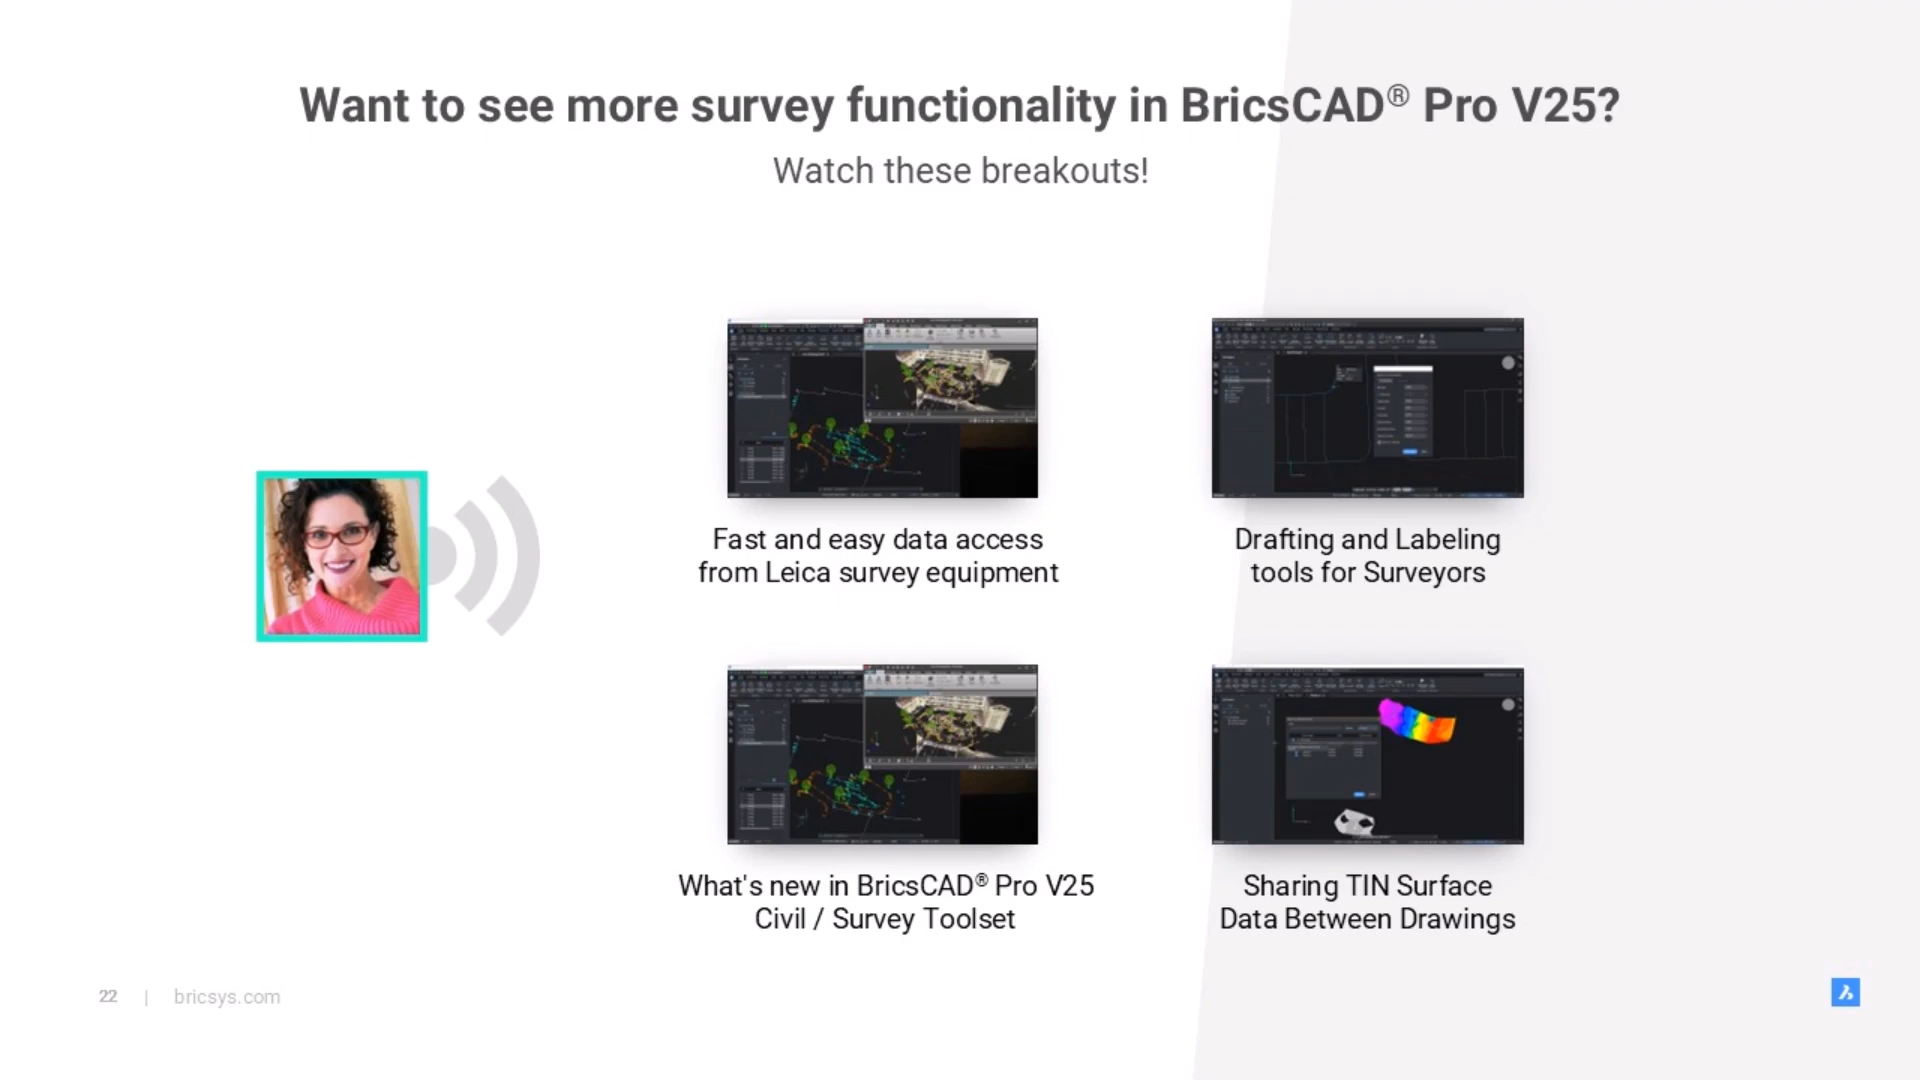 Want to see more survey functionality in BricsCAD® Pro V25?
Watch these breakouts!
Fast and easy data access
from Leica survey equipment
Drafting and Labeling
tools for Surveyors
What's new in BricsCAD® Pro V25
Civil / Survey Toolset
Sharing TIN Surface
Data Between Drawings
22 | bricsys.com